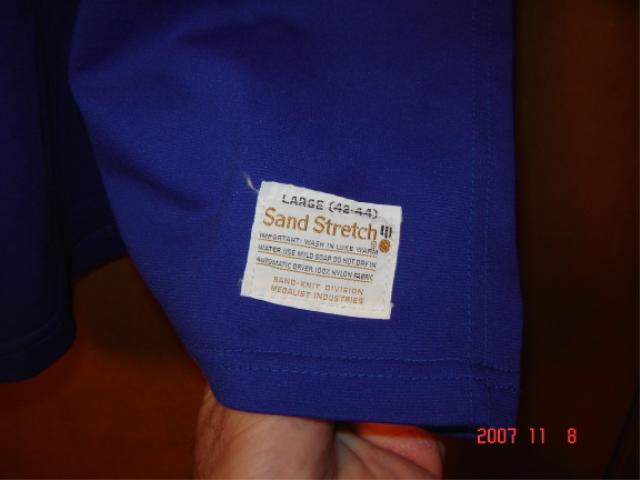 LARGE (42-44)
Sand Stretch
IMPORTANT: WASH IN LUKE WARM
WATER USE MILD SOAP DO NOT DRY IN
AUTOMATIC DRYER. 100% NYLON FABRIC
SAND-KNIT DIVISION
MEDALIST INDUSTRIES
2007 11 8